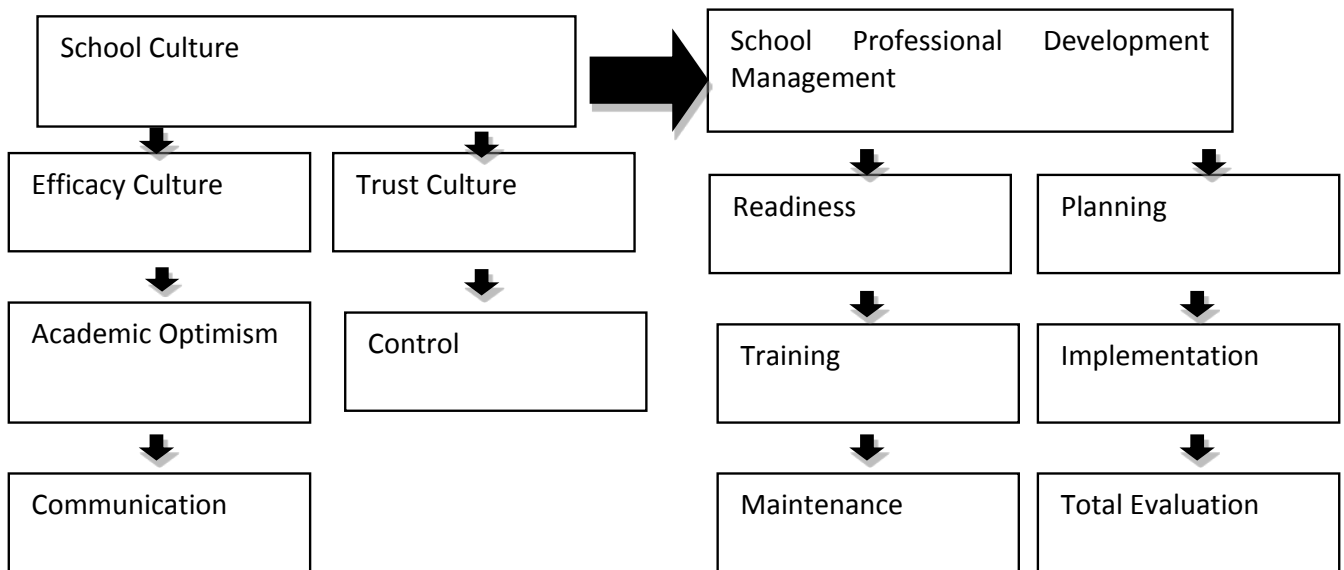 School Culture
School Professional Development
Management
Efficacy Culture
Trust Culture
Readiness
Planning
Academic Optimism
Control
Training
Implementation
Communication
Maintenance
Total Evaluation